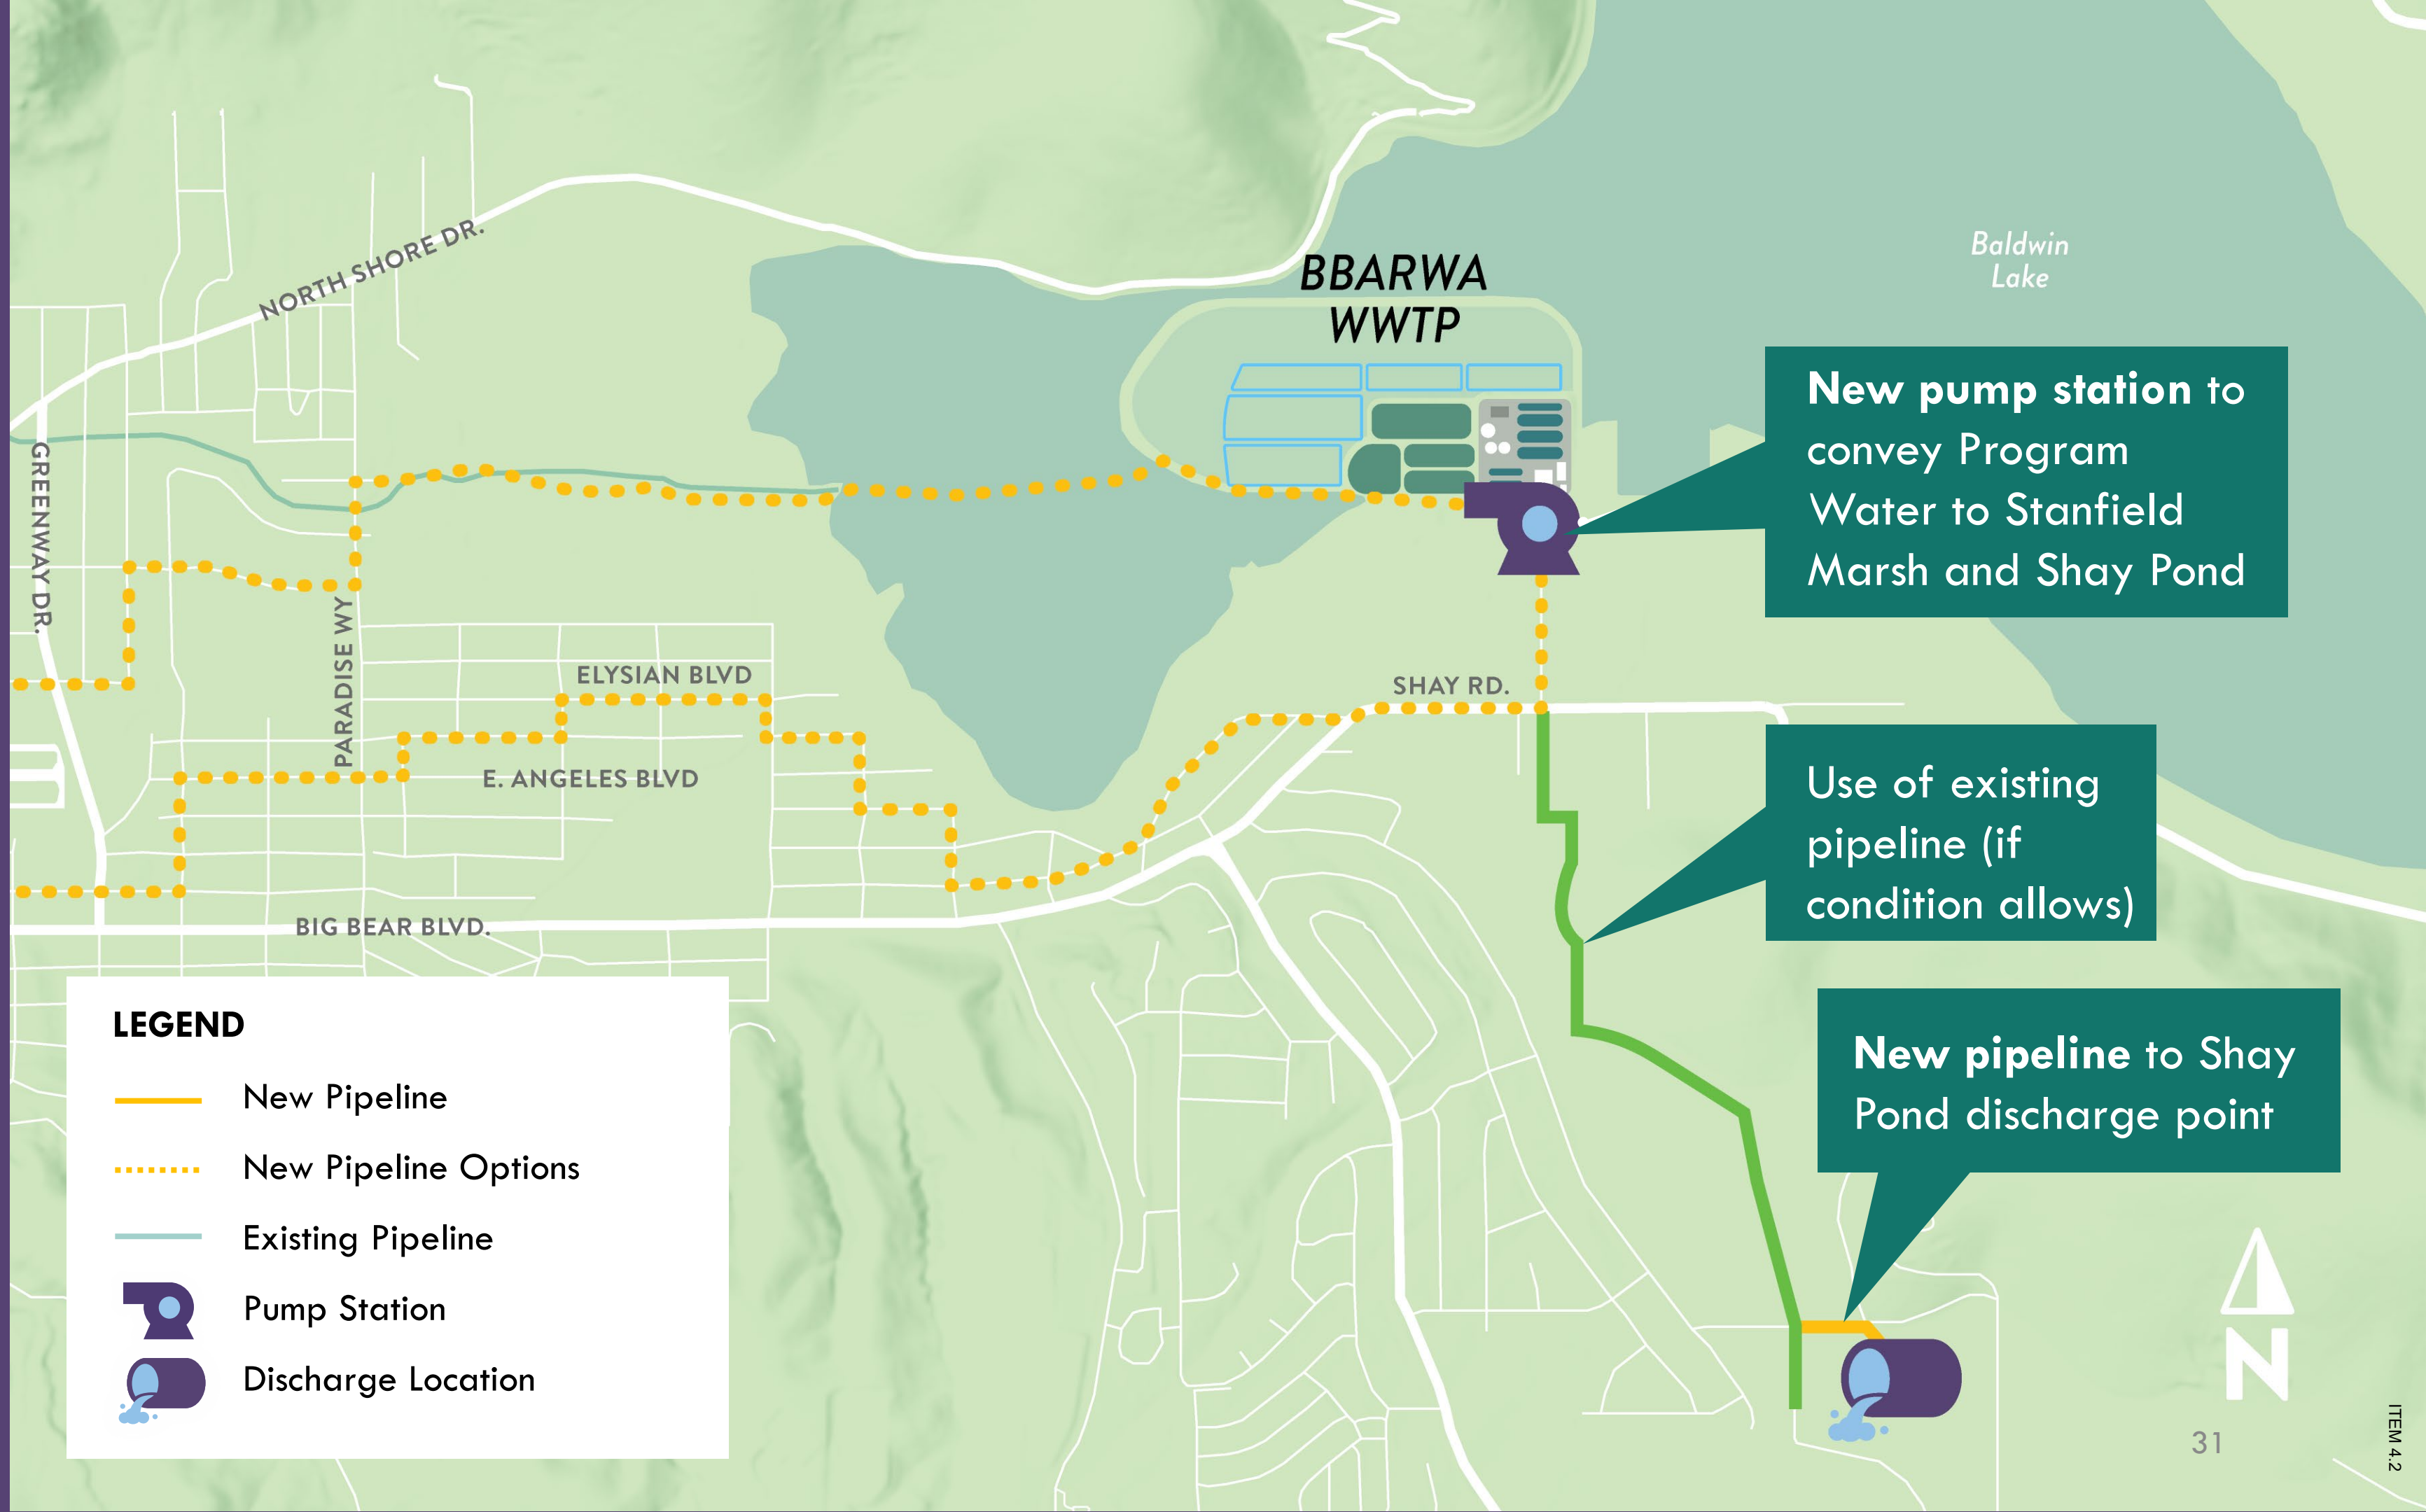 NORTH SHORE DR.
BBARWA
WWTP
Baldwin
Lake
New pump station to
convey Program
Water to Stanfield
Marsh and Shay Pond
GREENWAY DR.
PARADISE WY
ELYSIAN BLVD
SHAY RD.
E. ANGELES BLVD
Use of existing
pipeline (if
condition allows)
BIG BEAR BLVD.
New pipeline to Shay
Pond discharge point
LEGEND
New Pipeline
New Pipeline Options
Existing Pipeline
Pump Station
Discharge Location
N
31
ITEM 4.2